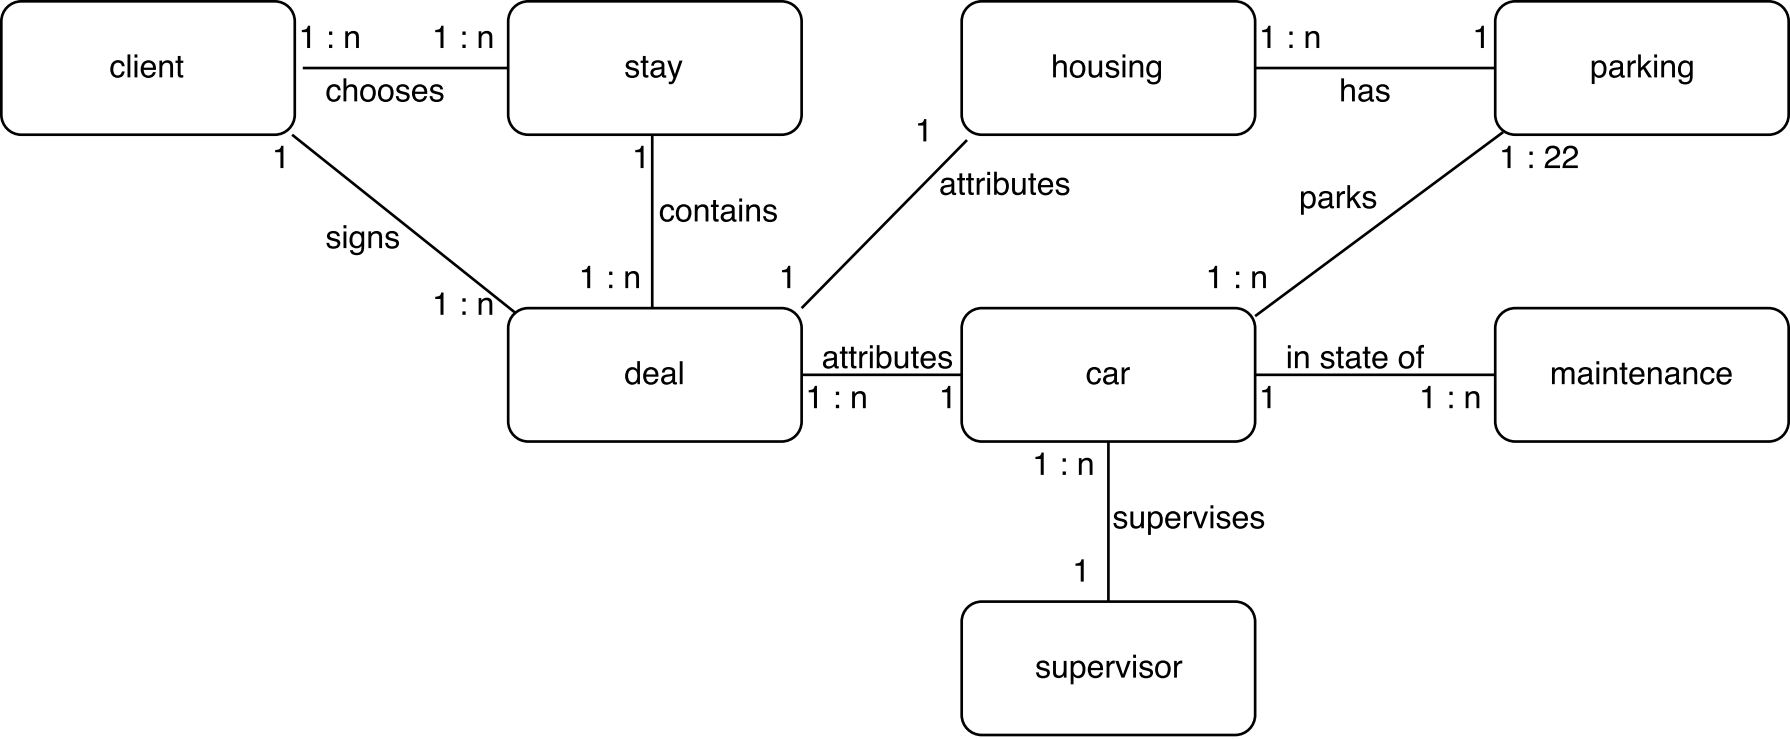 client
1 : n
1 : n
chooses
stay
housing
1 : n
1
has
parking
1
signs
1 : n
1
contains
1 : n
1
attributes
1
1 : 22
parks
1 : n
deal
attributes
1 : n
1
car
in state of
1
1 : n
maintenance
1 : n
supervises
1
supervisor